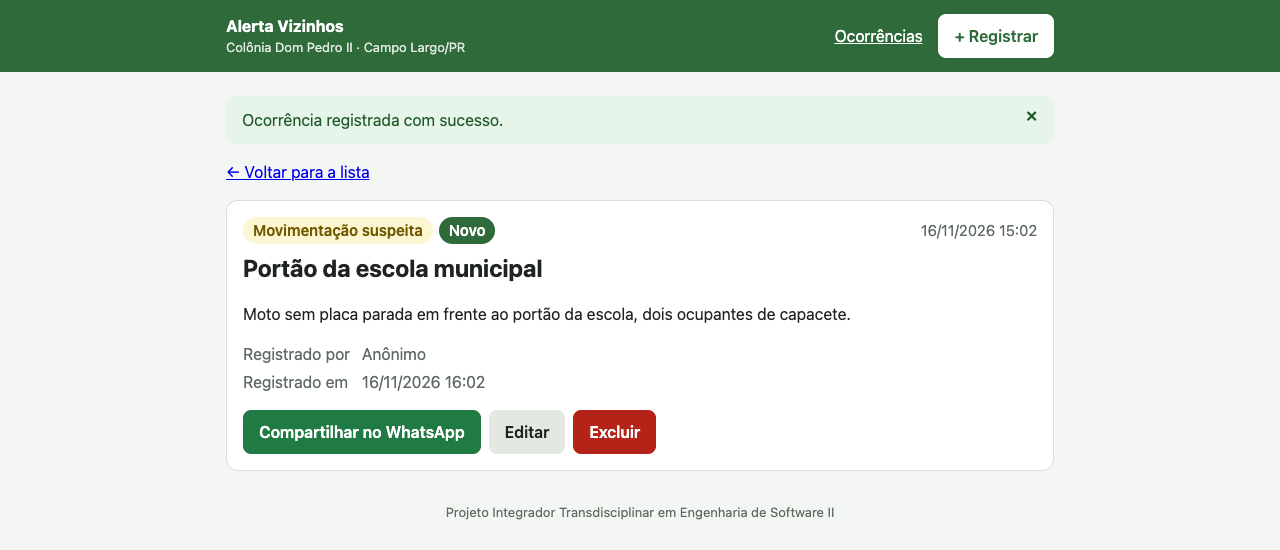 Alerta Vizinhos
Colônia Dom Pedro II · Campo Largo/PR
Ocorrências
+ Registrar
Ocorrência registrada com sucesso.
×
← Voltar para a lista
Movimentação suspeita
Novo
16/11/2026 15:02
Portão da escola municipal
Moto sem placa parada em frente ao portão da escola, dois ocupantes de capacete.
Registrado por Anônimo
Registrado em 16/11/2026 16:02
Compartilhar no WhatsApp
Editar
Excluir
Projeto Integrador Transdisciplinar em Engenharia de Software II